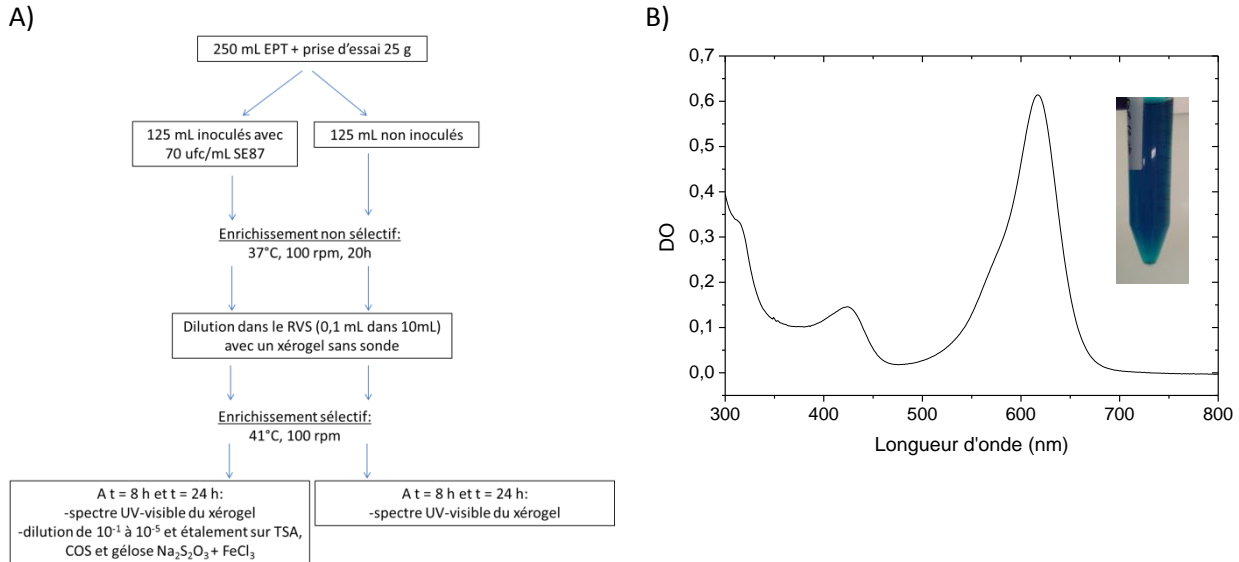 A)
250 mL EPT + prise d'essai 25 g
125 mL inoculés avec
70 ufc/mL SE87
125 mL non inoculés
Enrichissement non sélectif:
37°C, 100 rpm, 20h
Dilution dans le RVS (0,1 mL dans 10mL)
avec un xérogel sans sonde
Enrichissement sélectif:
41°C, 100 rpm
A t = 8 h et t = 24 h:
-spectre UV-visible du xérogel
-dilution de 10⁻¹ à 10⁻⁵ et étalement sur TSA,
COS et gélose Na₂S₂O₃ + FeCl₃
A t = 8 h et t = 24 h:
-spectre UV-visible du xérogel
B)
0,7
0,6
0,5
0,4
0,3
0,2
0,1
0,0
DO
300 400 500 600 700 800
Longueur d'onde (nm)